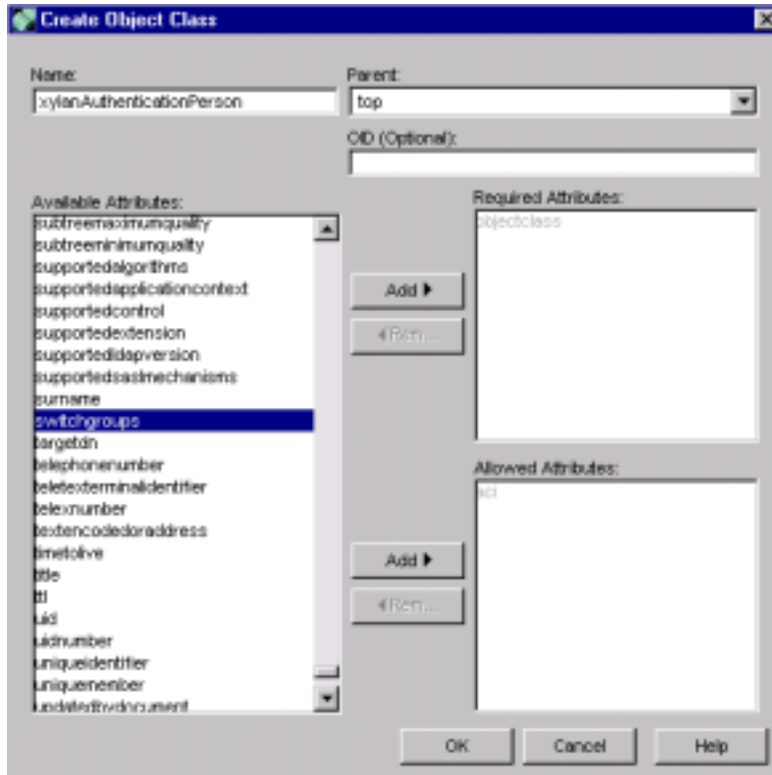 Create Object Class
Name:
xylanAuthenticationPerson
Parent:
top
OID (Optional):
Available Attributes:
subtreemaximumquality
subtreeminimumquality
supportedalgorithms
supportedapplicationcontext
supportedcontrol
supportedextension
supportedldapversion
supportedsaslmechanisms
surname
switchgroups
targetdn
telephonenumber
teletexterminalidentifier
telexnumber
textencodedoraddress
timetolive
title
ttl
uid
uidnumber
uniqueidentifier
uniquemember
updatedbydocument
Add
Rem...
Add
Rem...
Required Attributes:
objectclass
Allowed Attributes:
aci
OK
Cancel
Help